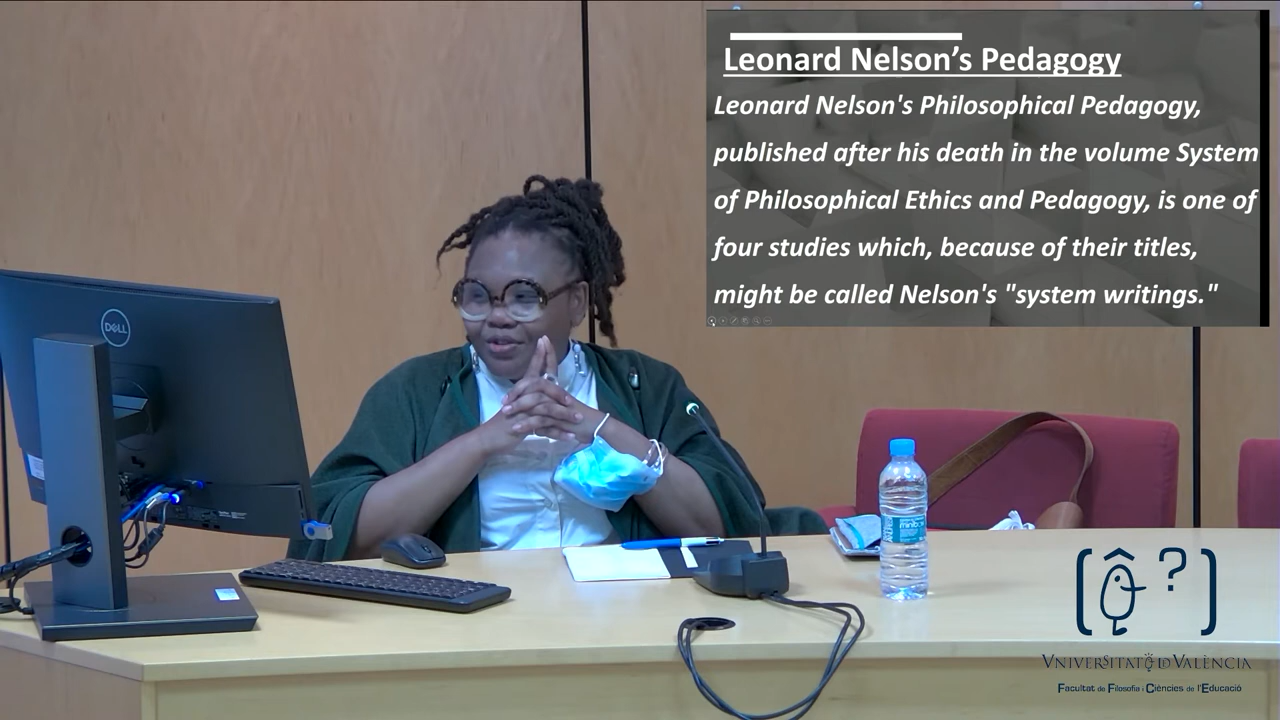 Leonard Nelson's Pedagogy
Leonard Nelson's Philosophical Pedagogy,
published after his death in the volume System
of Philosophical Ethics and Pedagogy, is one of
four studies which, because of their titles,
might be called Nelson's "system writings."
DELL
?
VNIVERSITAT ID VALÈNCIA
Facultat de Filosofia i Ciències de l'Educació